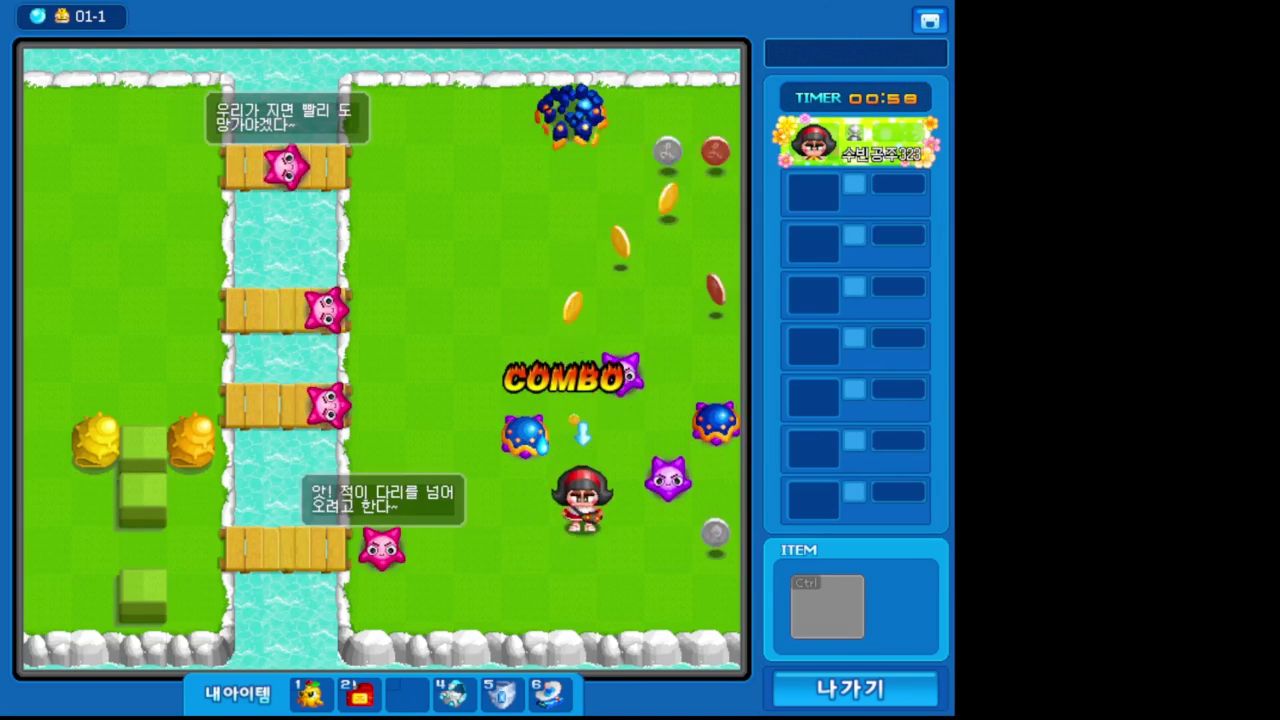 01-1
TIMER 00:58
수빈공주323
우리가 지면 빨리 도
망가야겠다~
COMBO
앗! 적이 다리를 넘어
오려고 한다~
ITEM
Ctrl
내아이템
1
2
4
5
6
나가기